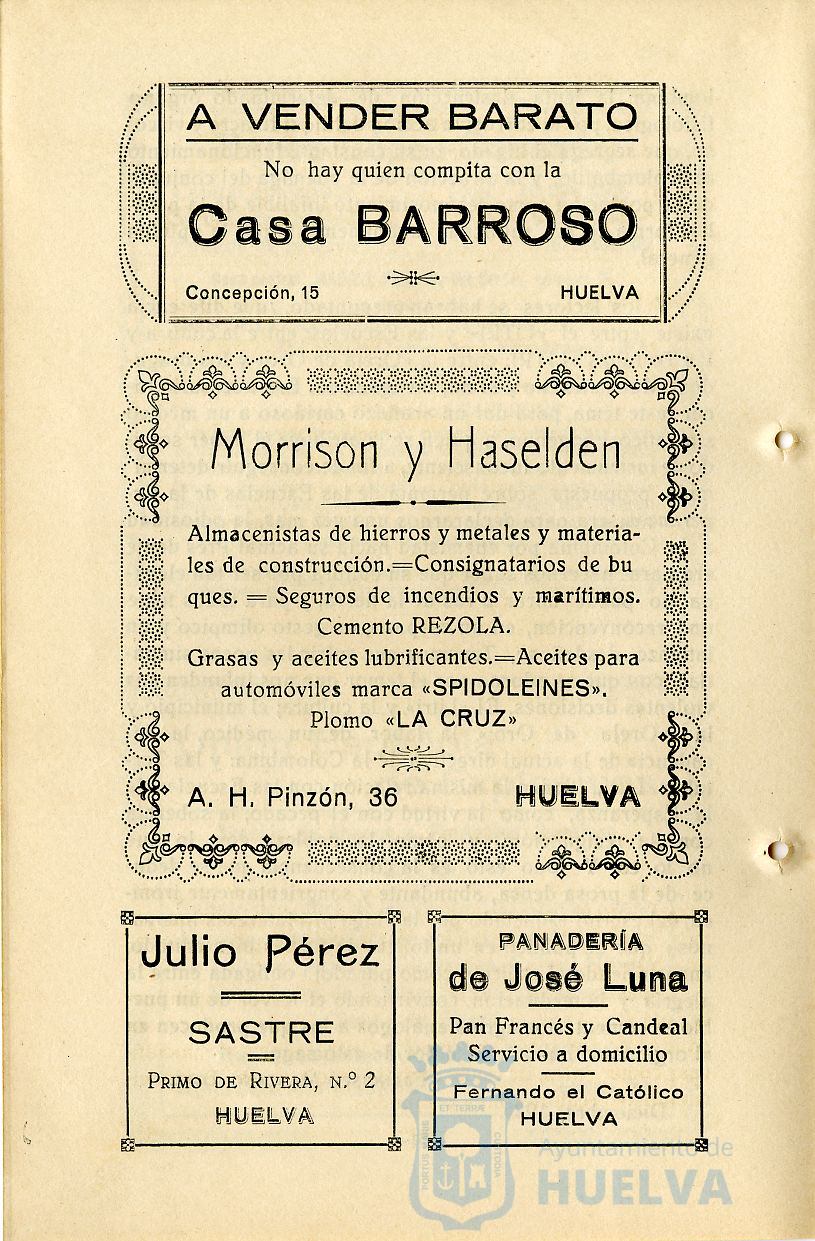 A VENDER BARATO
No hay quien compita con la
Casa BARROSO
Concepción, 15 HUELVA
Morrison y Haselden
Almacenistas de hierros y metales y materia-
les de construcción.=Consignatarios de bu
ques. = Seguros de incendios y marítimos.
Cemento REZOLA.
Grasas y aceites lubrificantes.=Aceites para
automóviles marca «SPIDOLEINES».
Plomo «LA CRUZ»
A. H. Pinzón, 36 HUELVA
Julio Pérez
SASTRE
PRIMO DE RIVERA, N.º 2
HUELVA
PANADERÍA
de José Luna
Pan Francés y Candeal
Servicio a domicilio
Fernando el Católico
HUELVA
Ayuntamiento de
HUELVA